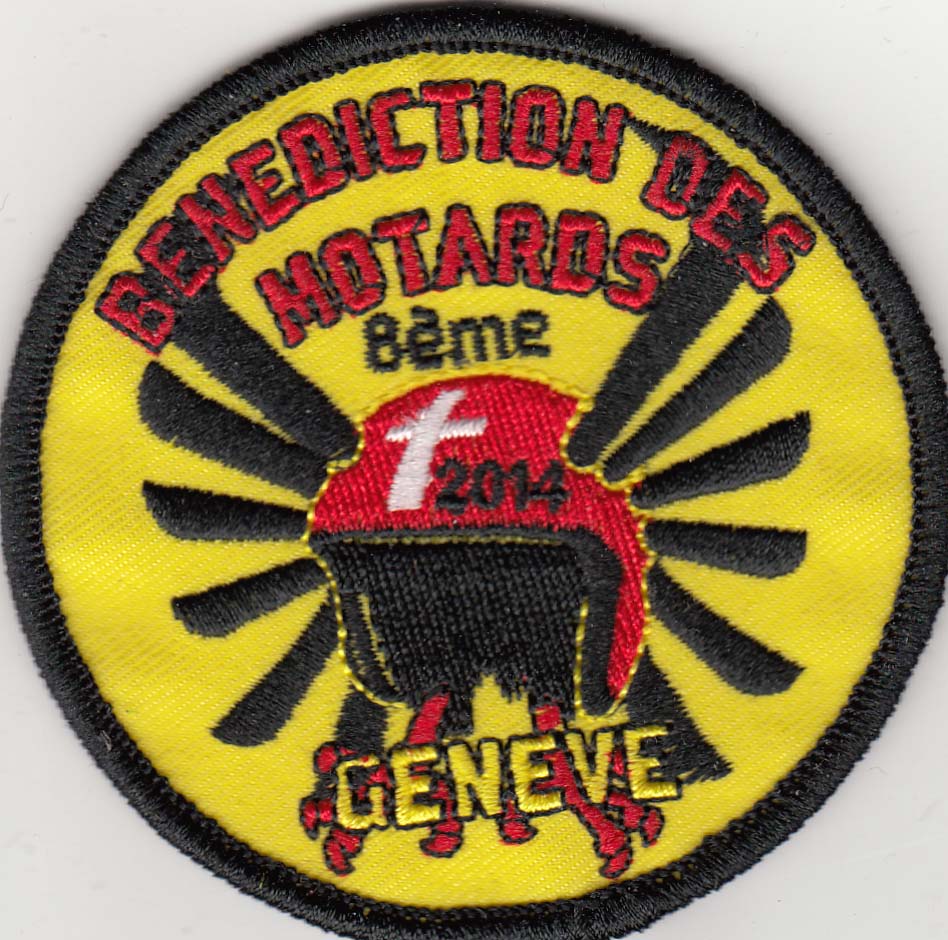 BENEDICTION DES
MOTARDS
8ème
2014
GENEVE